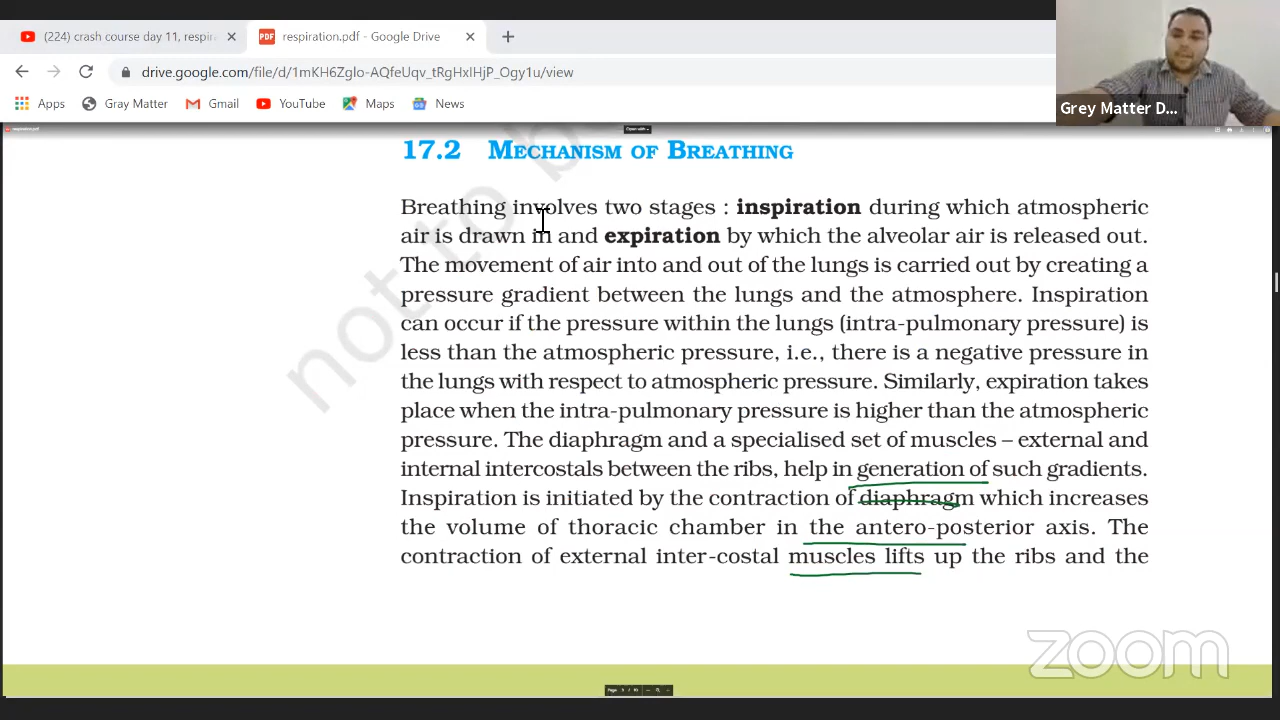 (224) crash course day 11, respira
respiration.pdf - Google Drive
drive.google.com/file/d/1mKH6Zglo-AQfeUqv_tRgHxIHjP_Ogy1u/view
Apps Gray Matter Gmail YouTube Maps News
Grey Matter D...
respiration.pdf
Open with
not to be
17.2 MECHANISM OF BREATHING
Breathing involves two stages : inspiration during which atmospheric
air is drawn in and expiration by which the alveolar air is released out.
The movement of air into and out of the lungs is carried out by creating a
pressure gradient between the lungs and the atmosphere. Inspiration
can occur if the pressure within the lungs (intra-pulmonary pressure) is
less than the atmospheric pressure, i.e., there is a negative pressure in
the lungs with respect to atmospheric pressure. Similarly, expiration takes
place when the intra-pulmonary pressure is higher than the atmospheric
pressure. The diaphragm and a specialised set of muscles – external and
internal intercostals between the ribs, help in generation of such gradients.
Inspiration is initiated by the contraction of diaphragm which increases
the volume of thoracic chamber in the antero-posterior axis. The
contraction of external inter-costal muscles lifts up the ribs and the
zoom